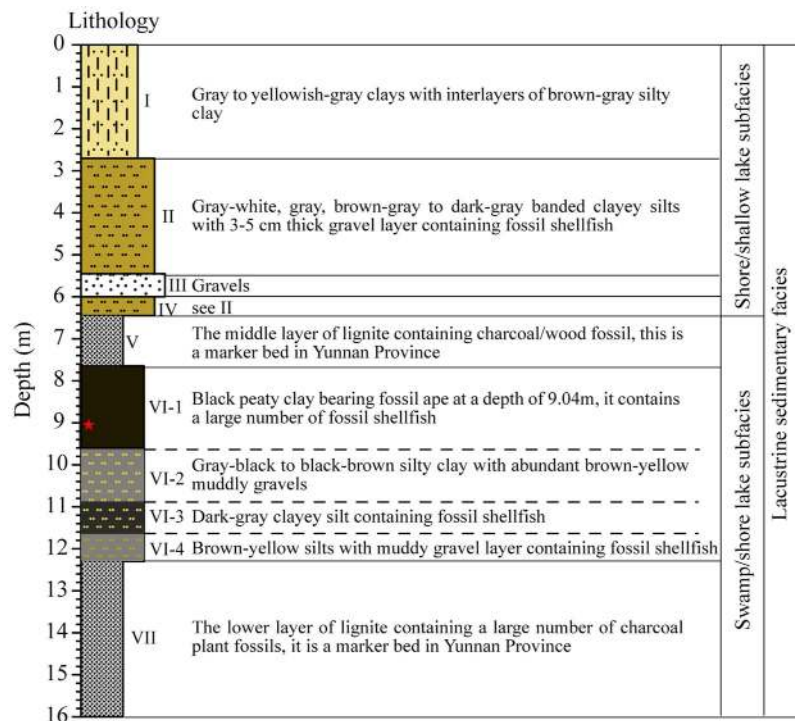 Lithology
0
1
2
3
4
5
6
7
8
9
10
11
12
13
14
15
16
Depth (m)
I
Gray to yellowish-gray clays with interlayers of brown-gray silty
clay
II
Gray-white, gray, brown-gray to dark-gray banded clayey silts
with 3-5 cm thick gravel layer containing fossil shellfish
III Gravels
IV see II
V
The middle layer of lignite containing charcoal/wood fossil, this is
a marker bed in Yunnan Province
VI-1
Black peaty clay bearing fossil ape at a depth of 9.04m, it contains
a large number of fossil shellfish
VI-2
Gray-black to black-brown silty clay with abundant brown-yellow
muddly gravels
VI-3 Dark-gray clayey silt containing fossil shellfish
VI-4 Brown-yellow silts with muddy gravel layer containing fossil shellfish
VII
The lower layer of lignite containing a large number of charcoal
plant fossils, it is a marker bed in Yunnan Province
Shore/shallow lake subfacies
Swamp/shore lake subfacies
Lacustrine sedimentary facies